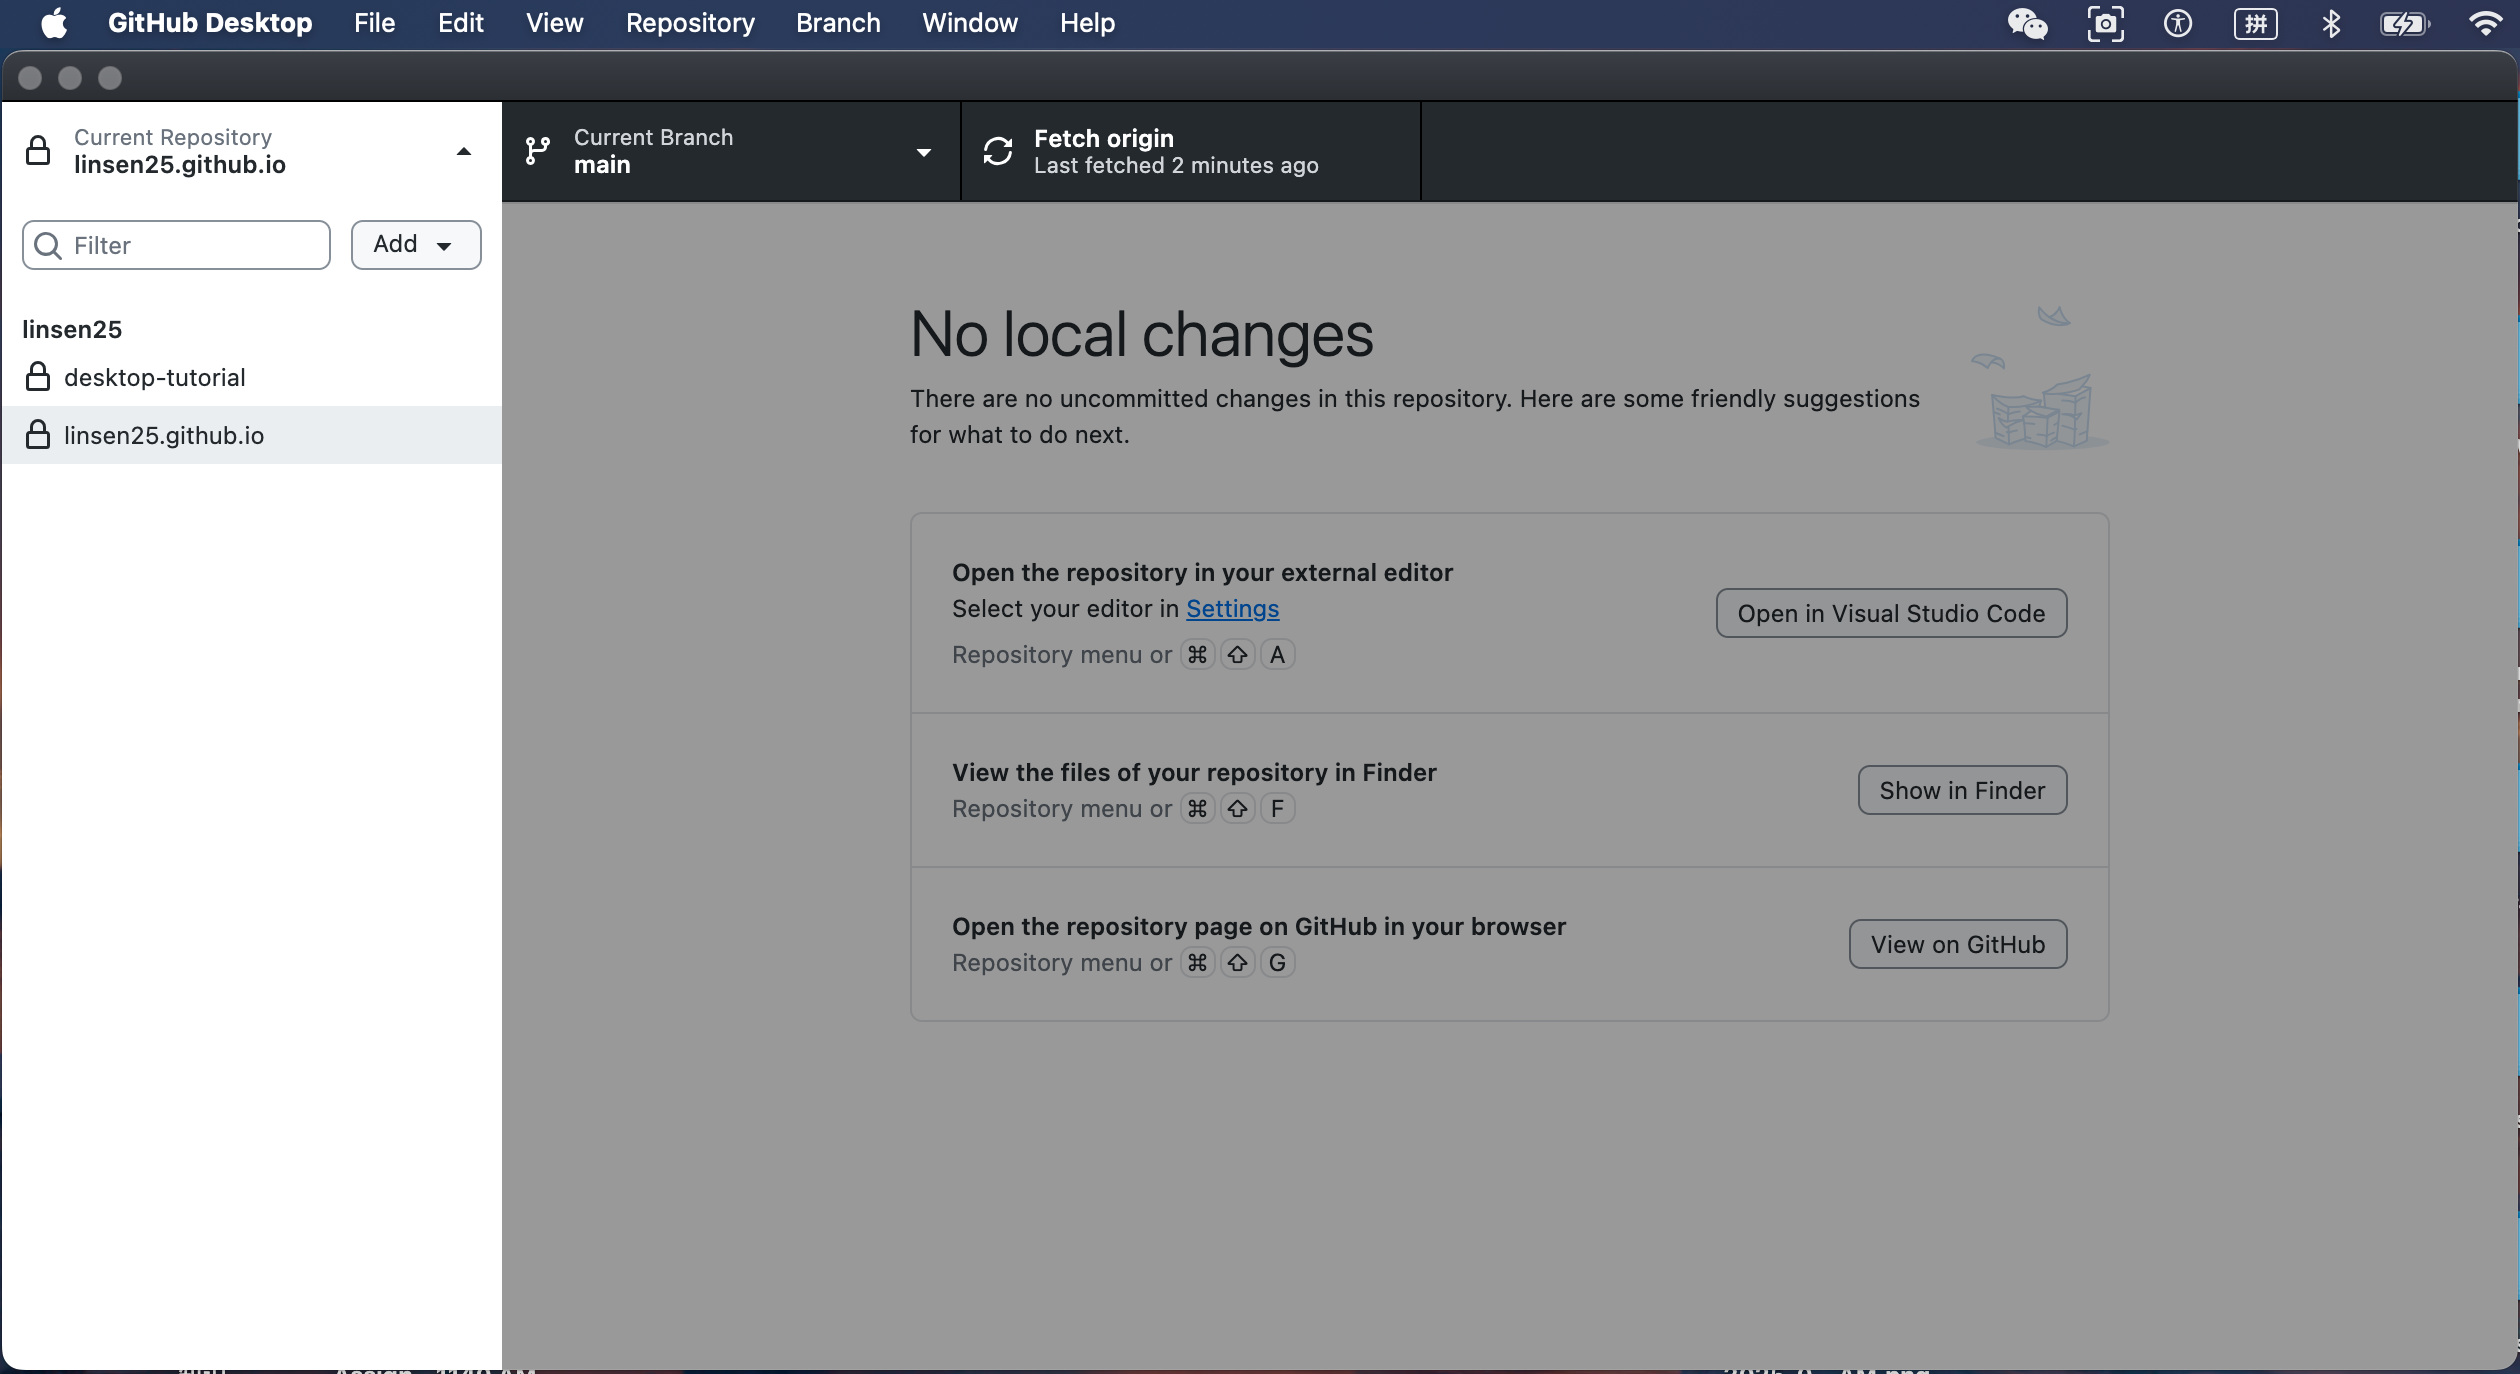 GitHub Desktop File Edit View Repository Branch Window Help 拼
Current Repository
linsen25.github.io
Current Branch
main
Fetch origin
Last fetched 2 minutes ago
Filter
Add
linsen25
desktop-tutorial
linsen25.github.io
No local changes
There are no uncommitted changes in this repository. Here are some friendly suggestions
for what to do next.
Open the repository in your external editor
Select your editor in Settings
Repository menu or ⌘ ⇧ A
Open in Visual Studio Code
View the files of your repository in Finder
Repository menu or ⌘ ⇧ F
Show in Finder
Open the repository page on GitHub in your browser
Repository menu or ⌘ ⇧ G
View on GitHub